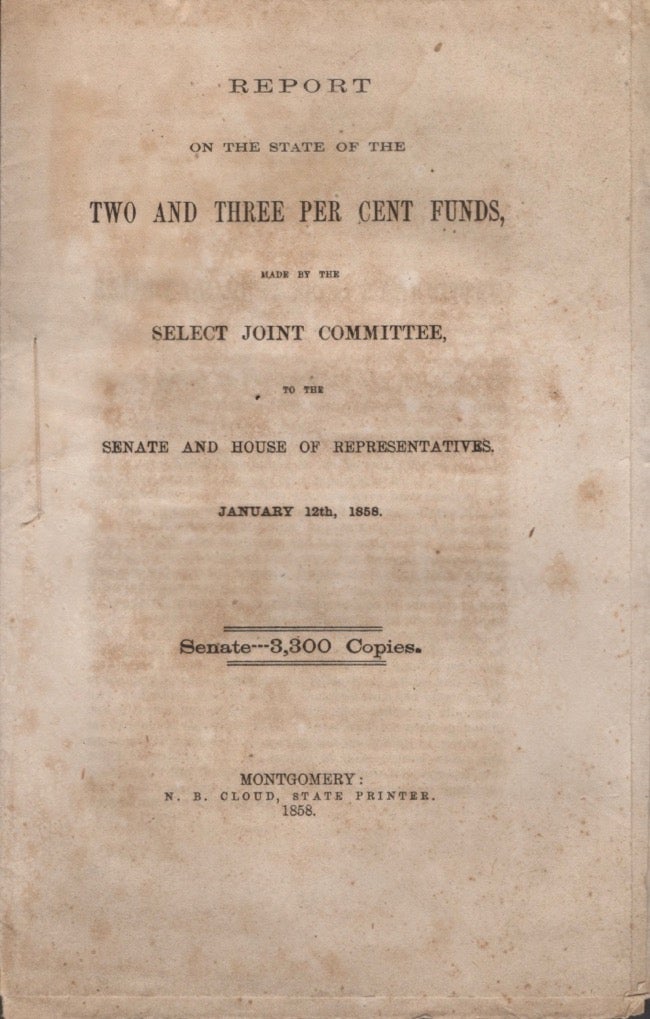 REPORT
ON THE STATE OF THE
TWO AND THREE PER CENT FUNDS,
MADE BY THE
SELECT JOINT COMMITTEE,
TO THE
SENATE AND HOUSE OF REPRESENTATIVES.
JANUARY 12th, 1858.
Senate---3,300 Copies.
MONTGOMERY:
N. B. CLOUD, STATE PRINTER.
1858.